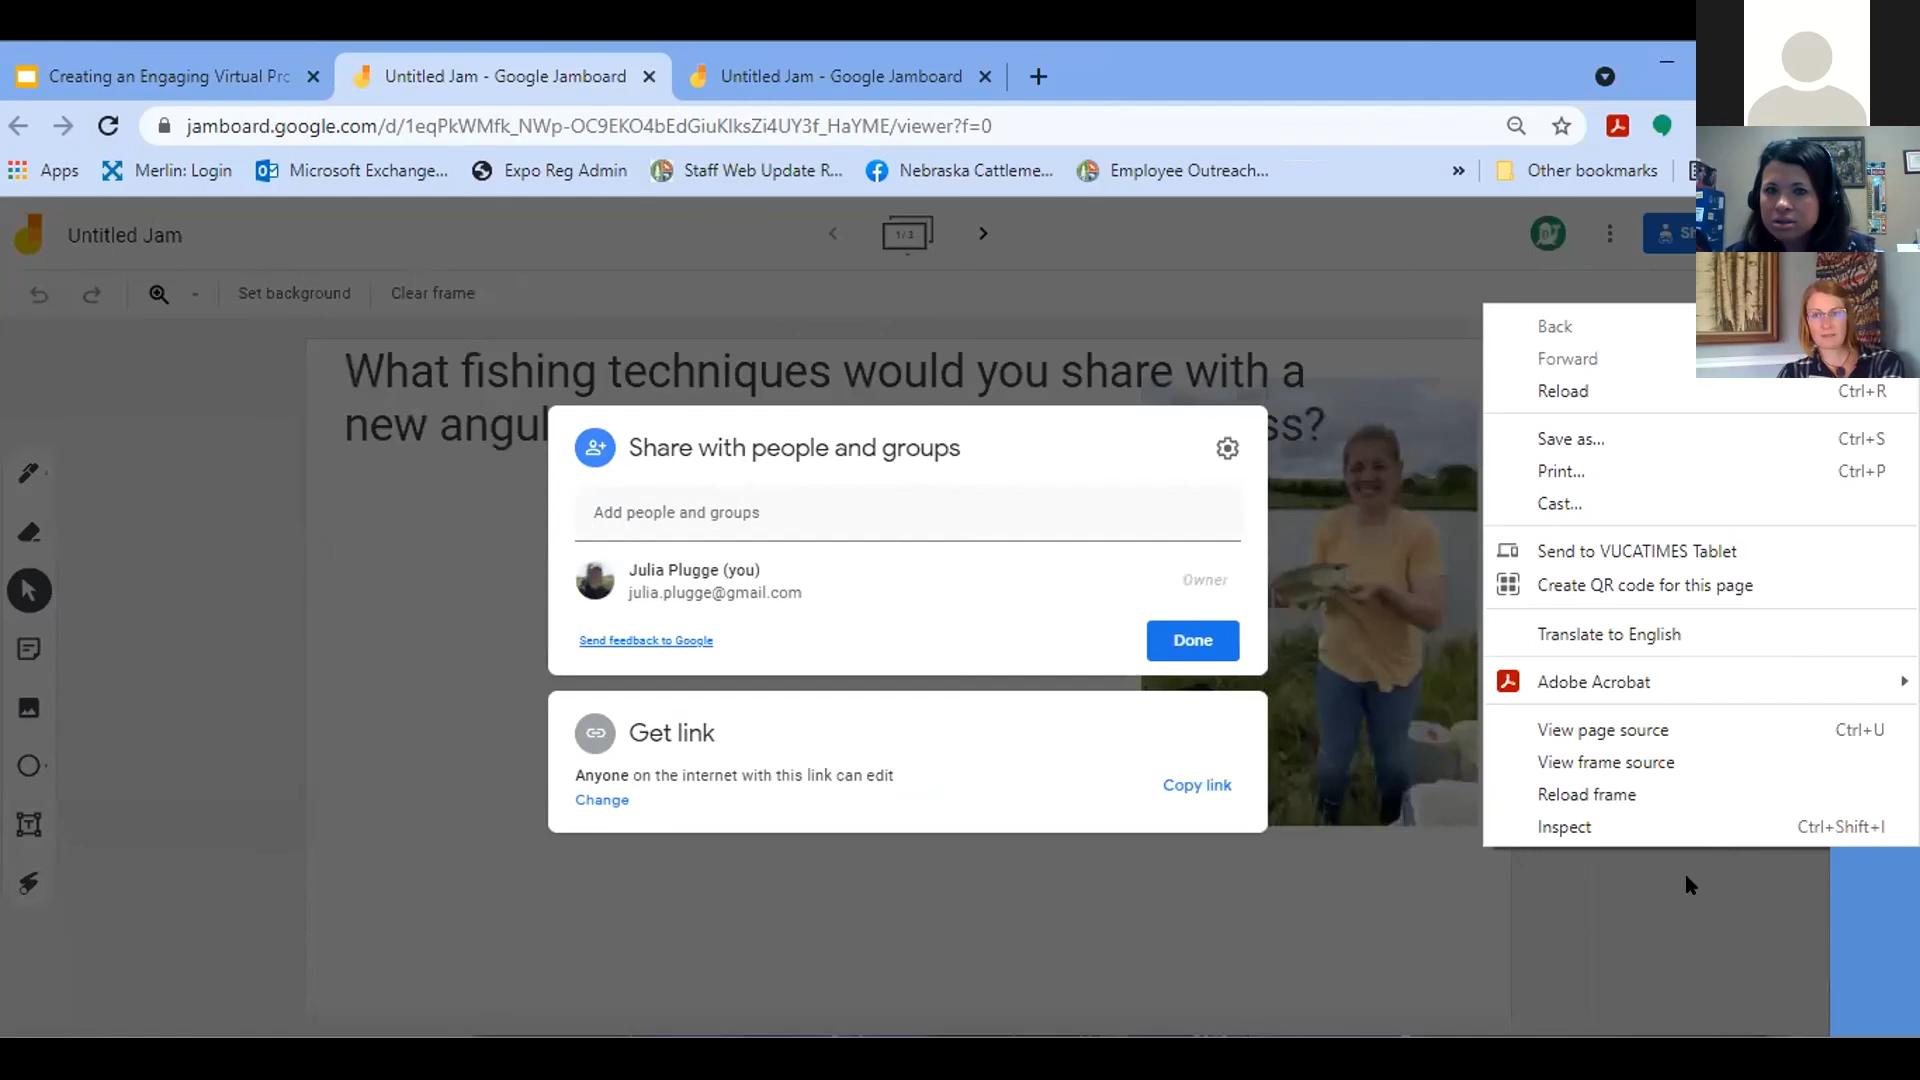 Creating an Engaging Virtual Prc
Untitled Jam - Google Jamboard
Untitled Jam - Google Jamboard
jamboard.google.com/d/1eqPkWMfk_NWp-OC9EKO4bEdGiuKlksZi4UY3f_HaYME/viewer?f=0
Apps
Merlin: Login
Microsoft Exchange...
Expo Reg Admin
Staff Web Update R...
Nebraska Cattleme...
Employee Outreach...
»
Other bookmarks
Untitled Jam
1/3
Set background
Clear frame
What fishing techniques would you share with a
new angul
ss?
Share with people and groups
Add people and groups
Julia Plugge (you)
julia.plugge@gmail.com
Owner
Send feedback to Google
Done
Get link
Anyone on the internet with this link can edit
Change
Copy link
Back
Forward
Reload Ctrl+R
Save as... Ctrl+S
Print... Ctrl+P
Cast...
Send to VUCATIMES Tablet
Create QR code for this page
Translate to English
Adobe Acrobat
View page source Ctrl+U
View frame source
Reload frame
Inspect Ctrl+Shift+I